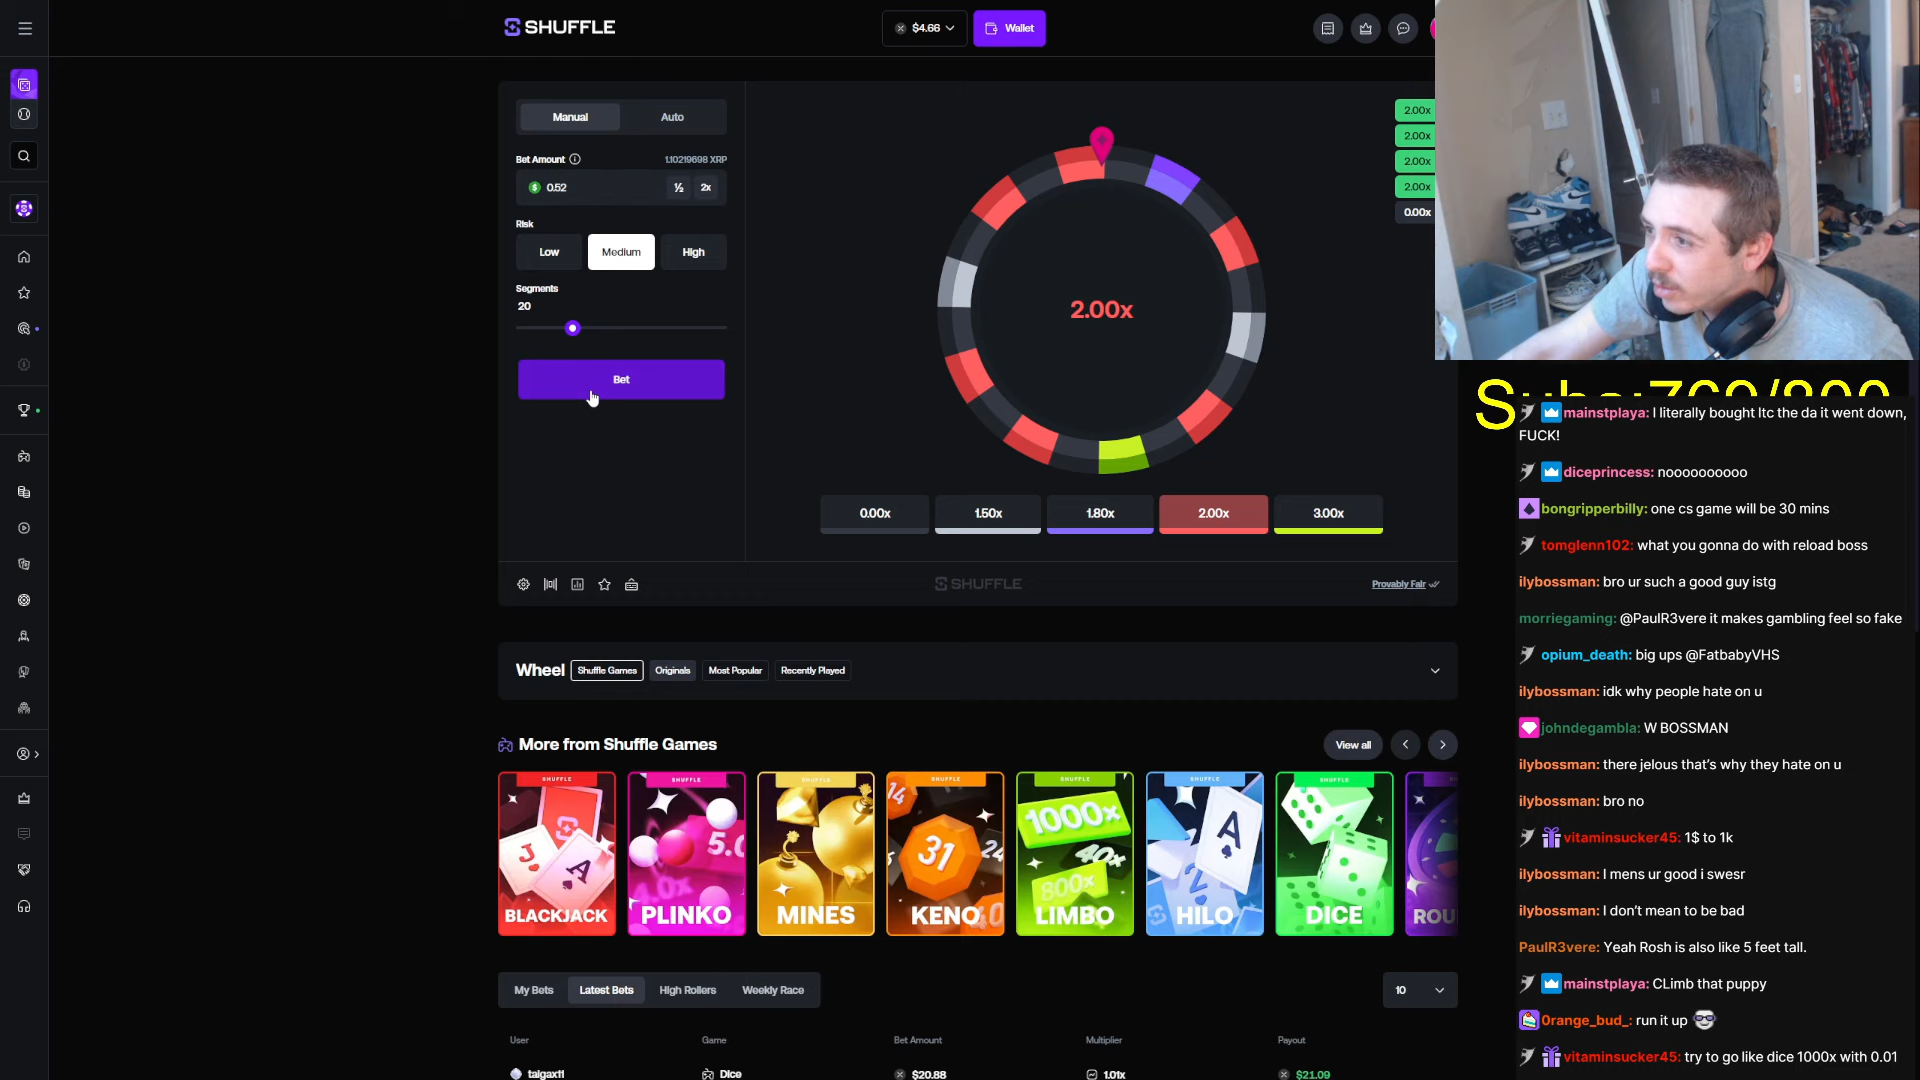 SHUFFLE
$4.66
Wallet
Manual
Auto
Bet Amount
1.10219698 XRP
0.52
½
2x
Risk
Low
Medium
High
Segments
20
Bet
2.00x
2.00x
2.00x
2.00x
2.00x
0.00x
0.00x
1.50x
1.80x
2.00x
3.00x
SHUFFLE
Provably Fair
Wheel
Shuffle Games
Originals
Most Popular
Recently Played
More from Shuffle Games
View all
SHUFFLE
BLACKJACK
SHUFFLE
PLINKO
SHUFFLE
MINES
SHUFFLE
KENO
SHUFFLE
LIMBO
SHUFFLE
HILO
SHUFFLE
DICE
My Bets
Latest Bets
High Rollers
Weekly Race
10
User
Game
Bet Amount
Multiplier
Payout
Dice
$20.88
1.01x
$21.09
mainstplaya: I literally bought ltc the da it went down,
FUCK!
diceprincess: noooooooooo
bongripperbilly: one cs game will be 30 mins
tomglenn102: what you gonna do with reload boss
ilybossman: bro ur such a good guy istg
morriegaming: @PaulR3vere it makes gambling feel so fake
opium_death: big ups @FatbabyVHS
ilybossman: idk why people hate on u
johndegambla: W BOSSMAN
ilybossman: there jelous that's why they hate on u
ilybossman: bro no
vitaminsucker45: 1$ to 1k
ilybossman: I mens ur good i swesr
ilybossman: I don't mean to be bad
PaulR3vere: Yeah Rosh is also like 5 feet tall.
mainstplaya: CLimb that puppy
0range_bud_: run it up
vitaminsucker45: try to go like dice 1000x with 0.01